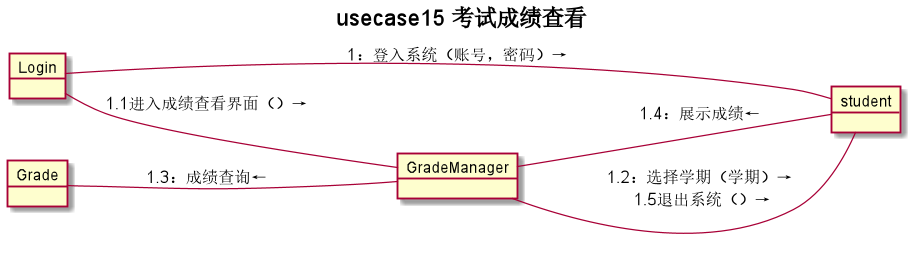 usecase15 考试成绩查看
1：登入系统（账号，密码）→
Login
1.1进入成绩查看界面（）→
student
1.4：展示成绩←
Grade
1.3：成绩查询←
GradeManager
1.2：选择学期（学期）→
1.5退出系统（）→